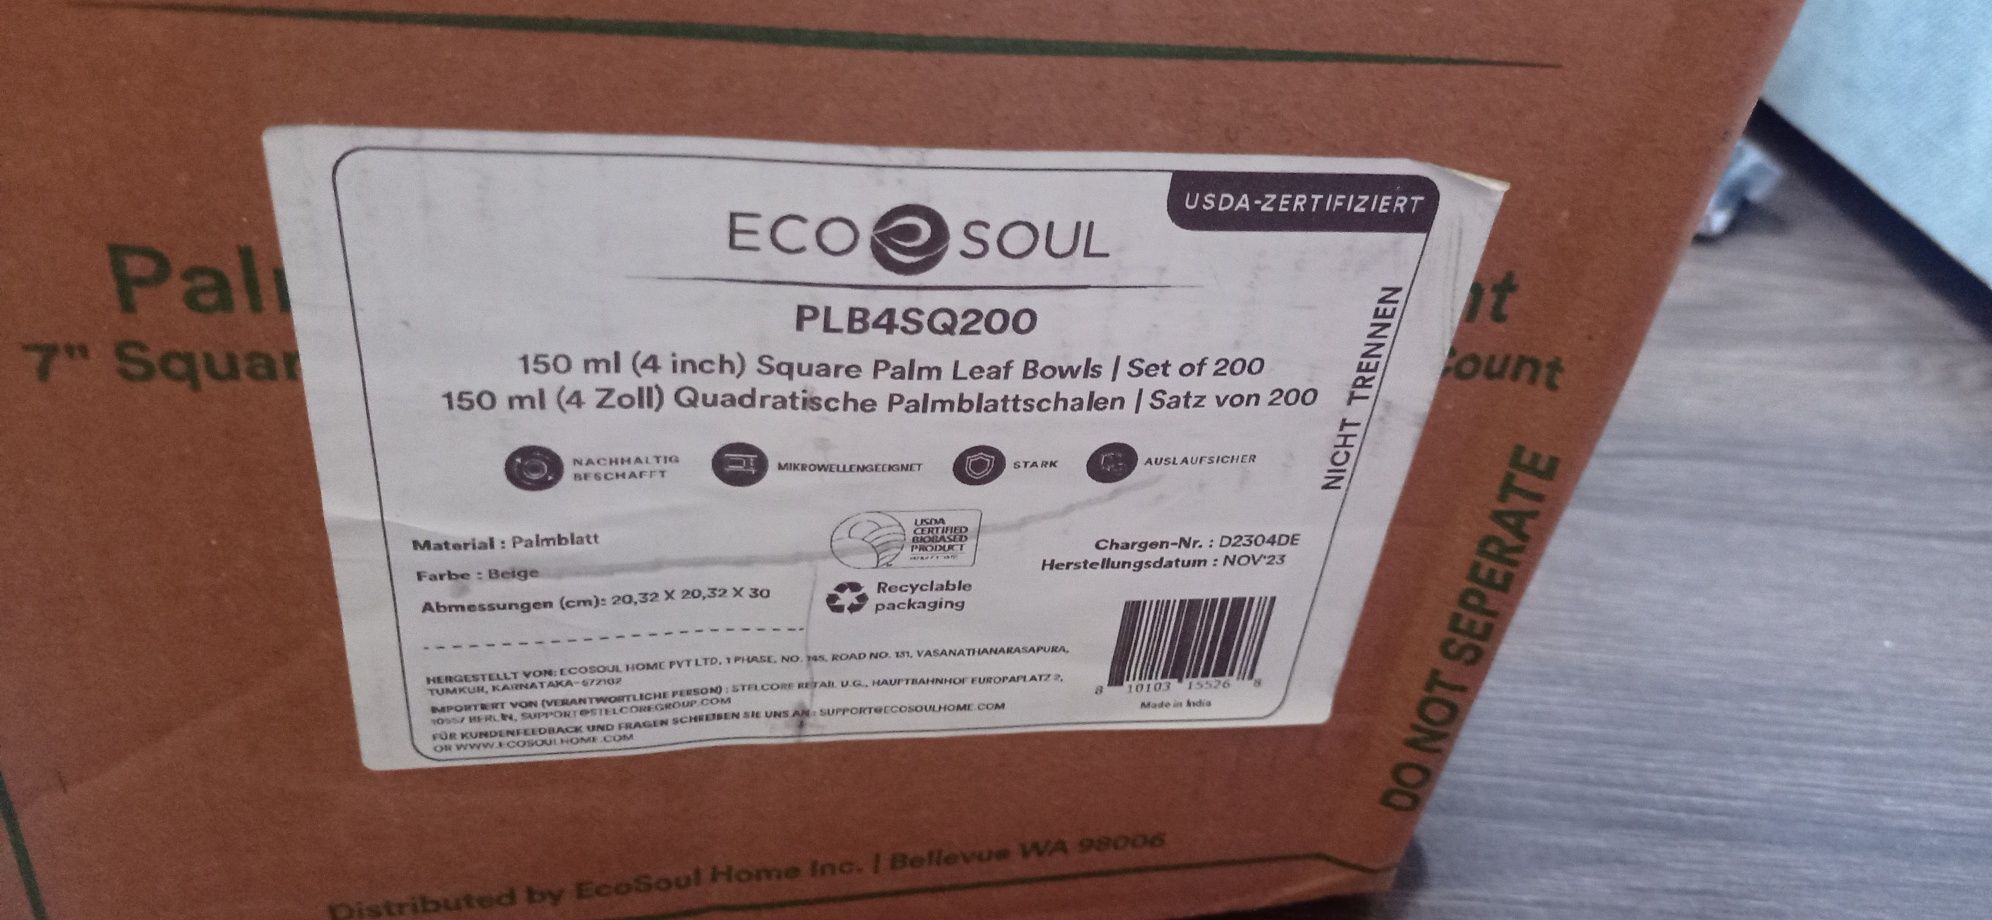 USDA-ZERTIFIZIERT
ECO SOUL
PLB4SQ200
150 ml (4 inch) Square Palm Leaf Bowls | Set of 200
150 ml (4 Zoll) Quadratische Palmblattschalen | Satz von 200
NICHT TRENNEN
NACHHALTIG
BESCHAFFT
MIKROWELLENGEEIGNET
STARK
AUSLAUFSICHER
Material : Palmblatt
Farbe : Beige
Abmessungen (cm): 20,32 X 20,32 X 30
USDA
CERTIFIED
BIOBASED
PRODUCT
Recyclable
packaging
Chargen-Nr. : D2304DE
Herstellungsdatum : NOV'23
HERGESTELLT VON: ECOSOUL HOME PVT LTD, 1 PHASE, NO. 145, ROAD NO. 131, VASANATHANARASAPURA,
TUMKUR, KARNATAKA-572102
IMPORTIERT VON (VERANTWORTLICHE PERSON) : STELCORE RETAIL U.G., HAUPTBAHNHOF EUROPAPLATZ 2,
10557 BERLIN, SUPPORT@STELCOREGROUP.COM
FÜR KUNDENFEEDBACK UND FRAGEN SCHREIBEN SIE UNS AN: SUPPORT@ECOSOULHOME.COM
OR WWW.ECOSOULHOME.COM
8 10103 15526 8
Made in India
Pal
7" Squar
nt
ount
DO NOT SEPERATE
Distributed by EcoSoul Home Inc. | Bellevue WA 98006